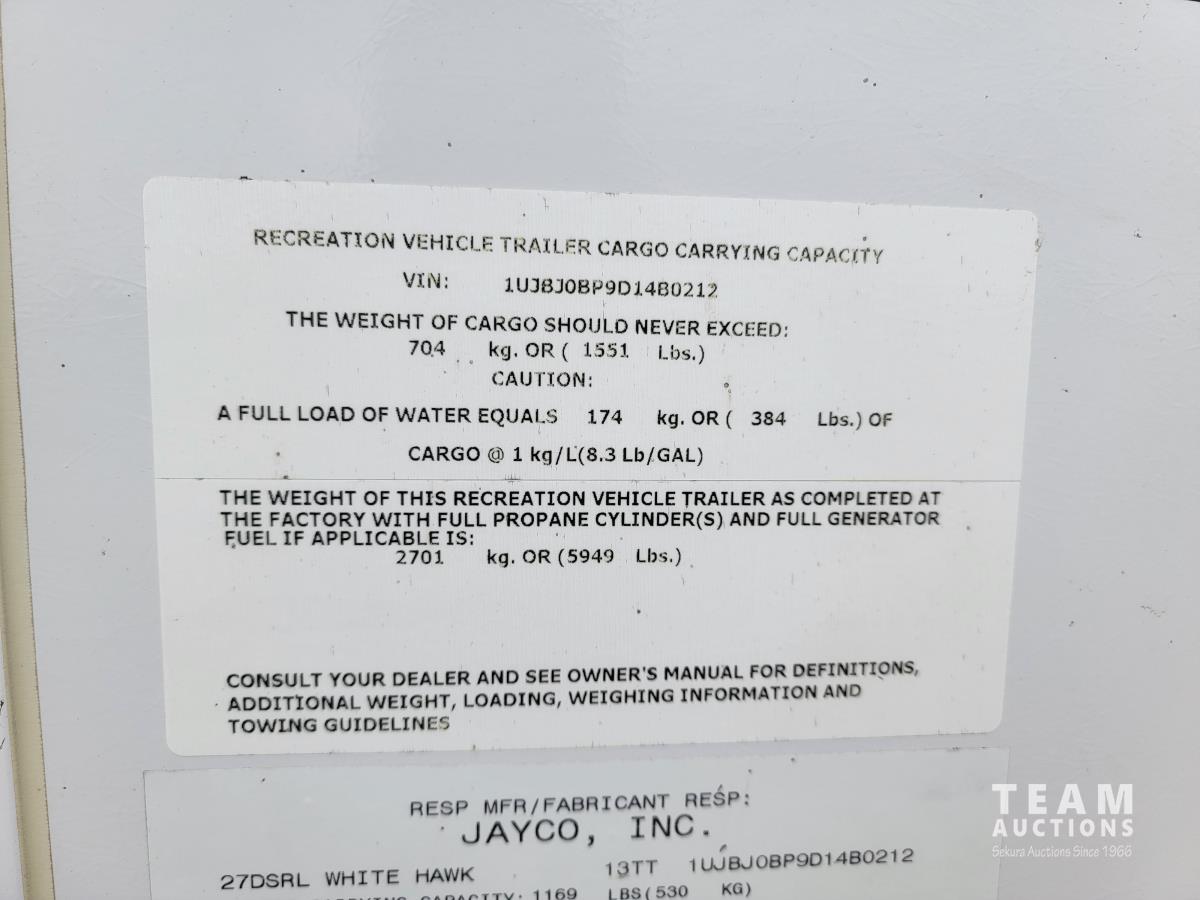 RECREATION VEHICLE TRAILER CARGO CARRYING CAPACITY
VIN: 1UJBJ0BP9D14B0212
THE WEIGHT OF CARGO SHOULD NEVER EXCEED:
704 kg. OR ( 1551 Lbs.)
CAUTION:
A FULL LOAD OF WATER EQUALS 174 kg. OR ( 384 Lbs.) OF
CARGO @ 1 kg/L(8.3 Lb/GAL)
THE WEIGHT OF THIS RECREATION VEHICLE TRAILER AS COMPLETED AT
THE FACTORY WITH FULL PROPANE CYLINDER(S) AND FULL GENERATOR
FUEL IF APPLICABLE IS:
2701 kg. OR (5949 Lbs.)
CONSULT YOUR DEALER AND SEE OWNER'S MANUAL FOR DEFINITIONS,
ADDITIONAL WEIGHT, LOADING, WEIGHING INFORMATION AND
TOWING GUIDELINES
RESP MFR/FABRICANT RESP:
JAYCO, INC.
27DSRL WHITE HAWK 13TT 1UJBJ0BP9D14B0212
CAPACITY: 1169 LBS(530 KG)
TEAM
AUCTIONS
Sekura Auctions Since 1966